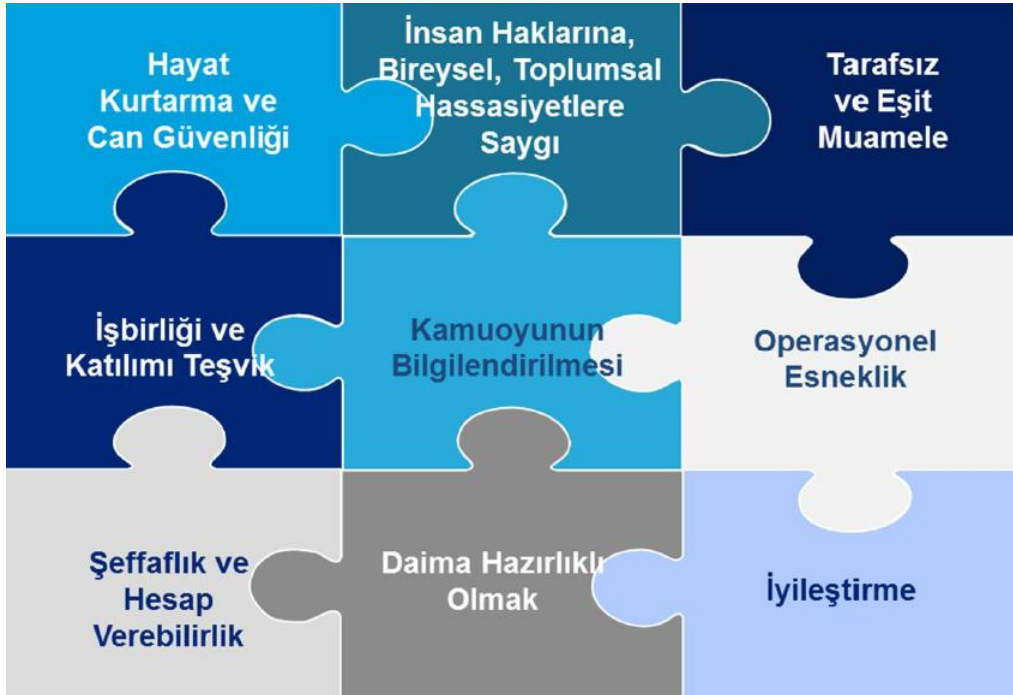 Hayat
Kurtarma ve
Can Güvenliği
İnsan Haklarına,
Bireysel, Toplumsal
Hassasiyetlere
Saygı
Tarafsız
ve Eşit
Muamele
İşbirliği ve
Katılımı Teşvik
Kamuoyunun
Bilgilendirilmesi
Operasyonel
Esneklik
Şeffaflık ve
Hesap
Verebilirlik
Daima Hazırlıklı
Olmak
İyileştirme